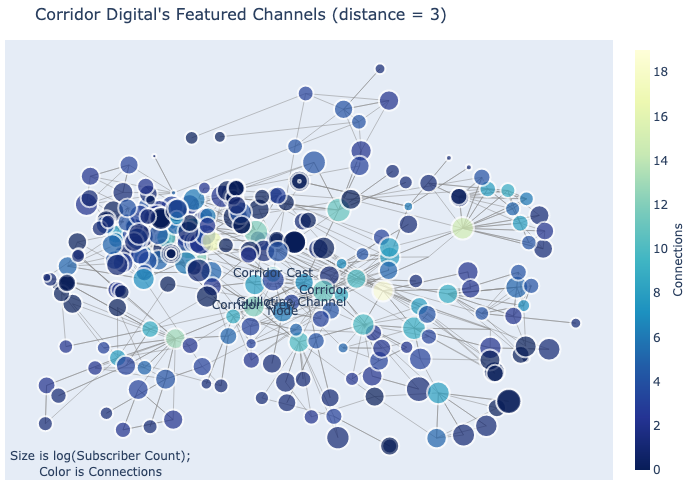 Corridor Digital's Featured Channels (distance = 3)
18
16
14
12
10
8
6
4
2
0
Connections
Corridor Cast
Corridor
Guillotine Channel
Corridor
Node
Size is log(Subscriber Count);
Color is Connections